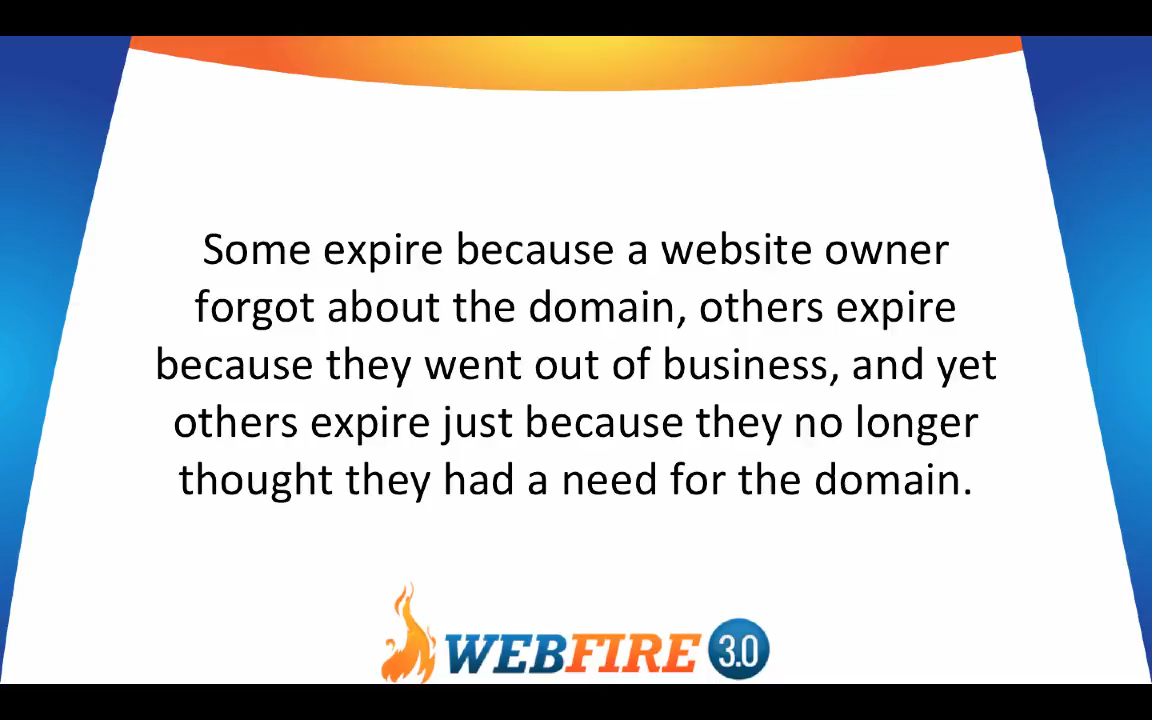 Some expire because a website owner
forgot about the domain, others expire
because they went out of business, and yet
others expire just because they no longer
thought they had a need for the domain.
WEBFIRE 3.0